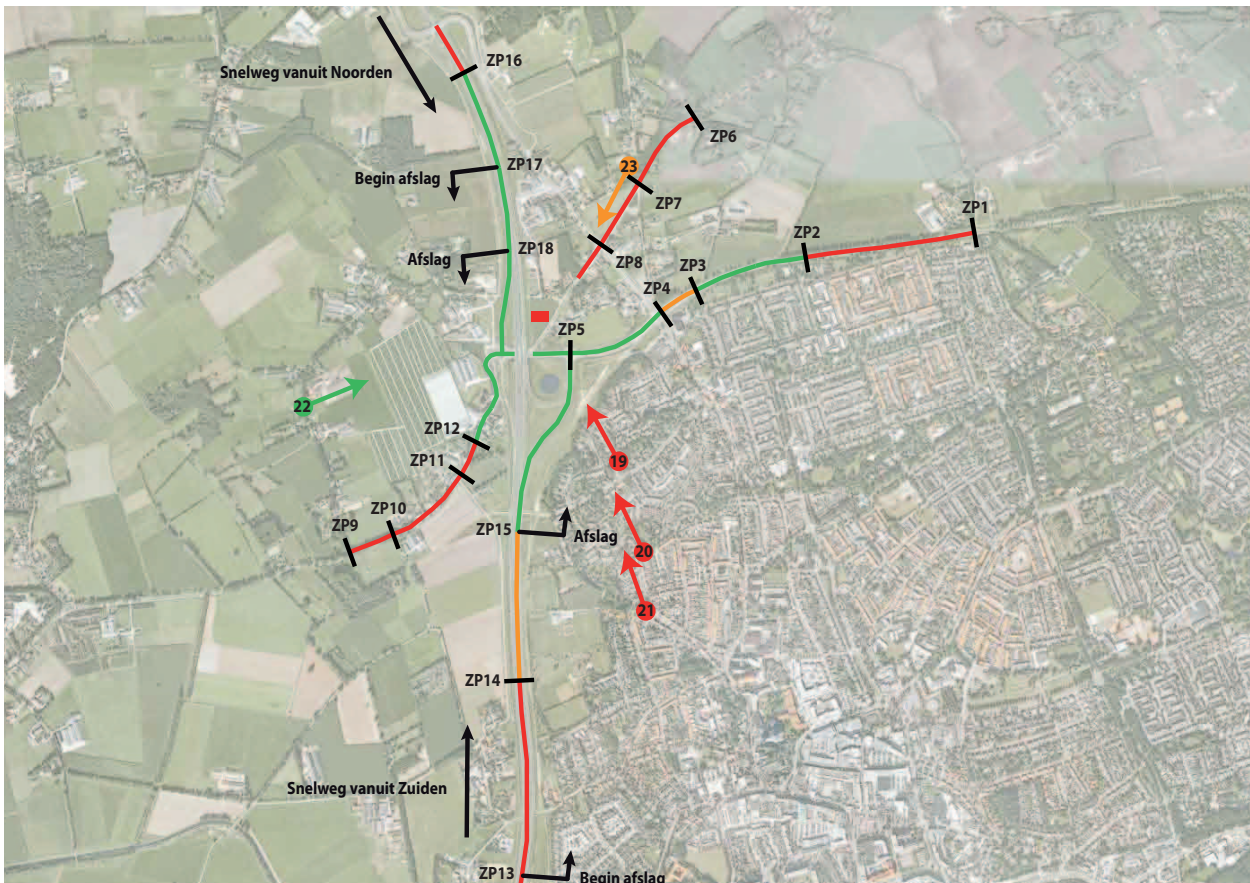 ZP16
Snelweg vanuit Noorden
ZP6
ZP17
23
Begin afslag
ZP7
ZP1
ZP2
ZP18
Afslag
ZP8
ZP3
ZP4
ZP5
22
ZP12
ZP11
19
ZP10
ZP9
ZP15
Afslag
20
21
ZP14
Snelweg vanuit Zuiden
ZP13
Begin afslag